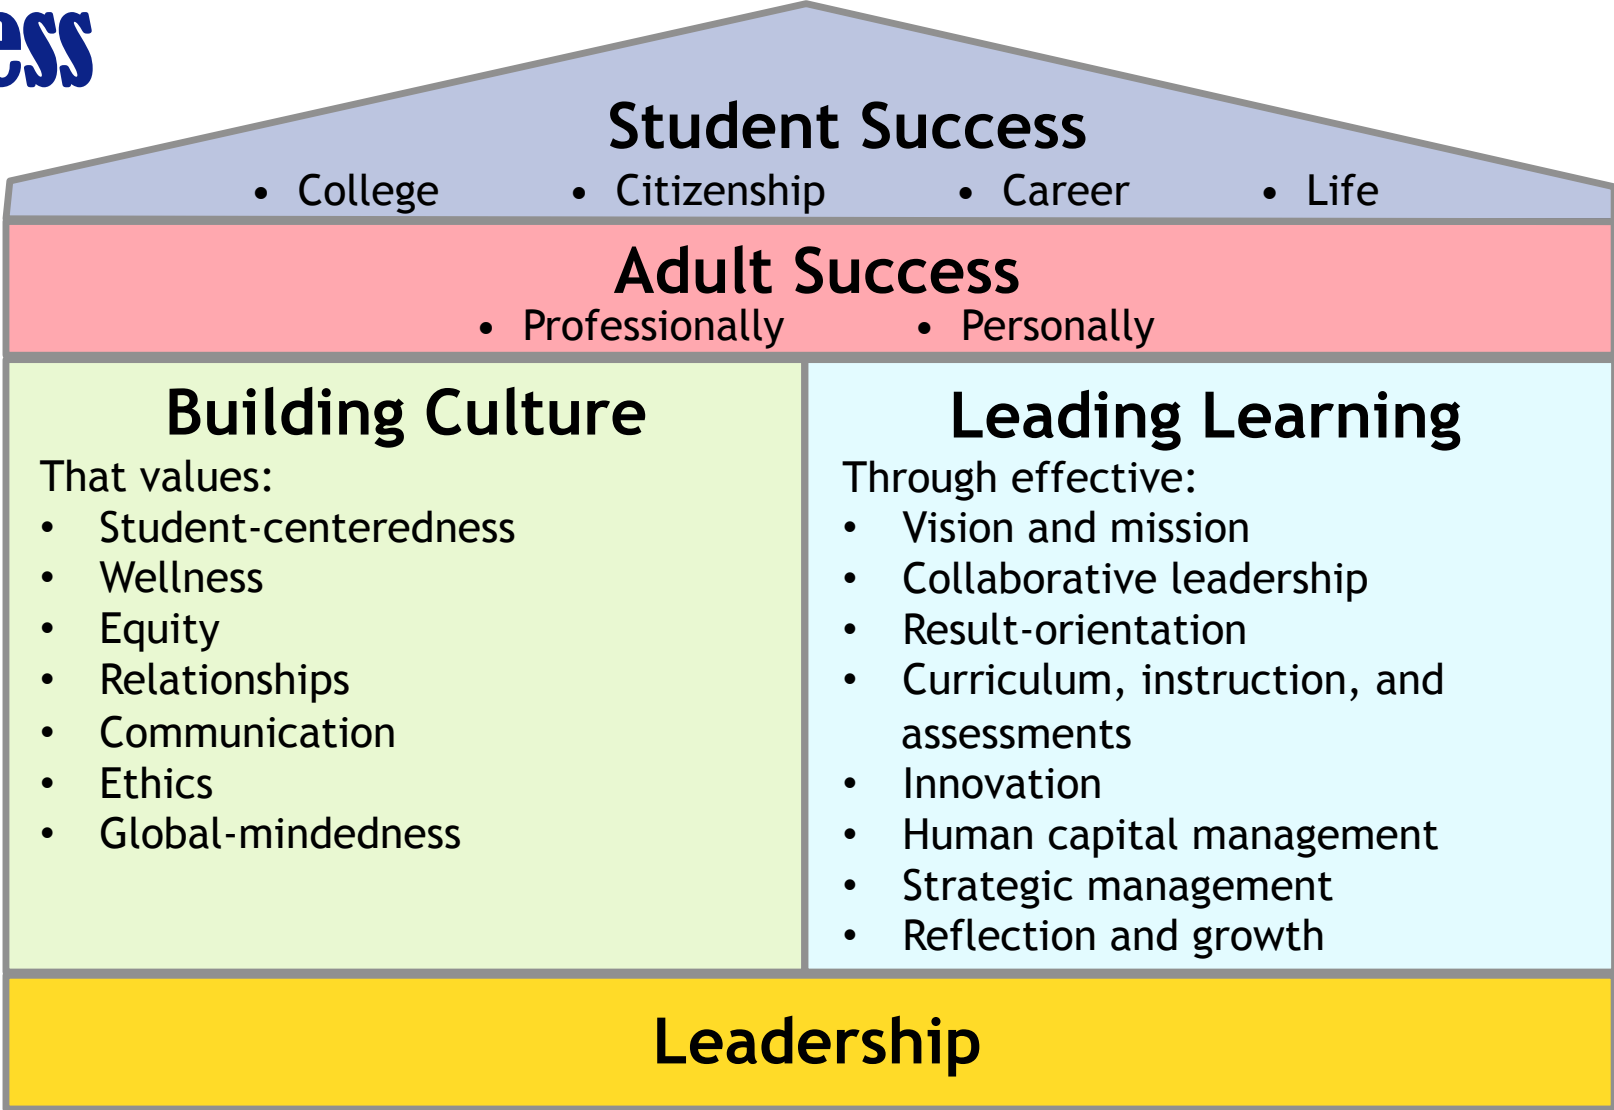 ess
Student Success
• College • Citizenship • Career • Life
Adult Success
• Professionally • Personally
Building Culture
That values:
• Student-centeredness
• Wellness
• Equity
• Relationships
• Communication
• Ethics
• Global-mindedness
Leading Learning
Through effective:
• Vision and mission
• Collaborative leadership
• Result-orientation
• Curriculum, instruction, and
assessments
• Innovation
• Human capital management
• Strategic management
• Reflection and growth
Leadership